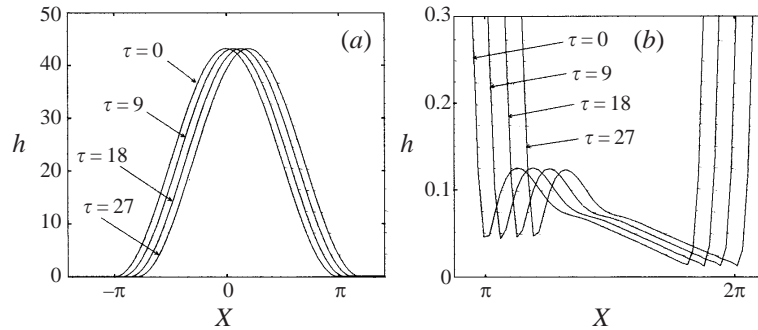 50
40
30
20
10
0
h
(a)
τ = 0
τ = 9
τ = 18
τ = 27
–π
0
π
X
0.3
0.2
0.1
0
h
(b)
τ = 0
τ = 9
τ = 18
τ = 27
π
2π
X